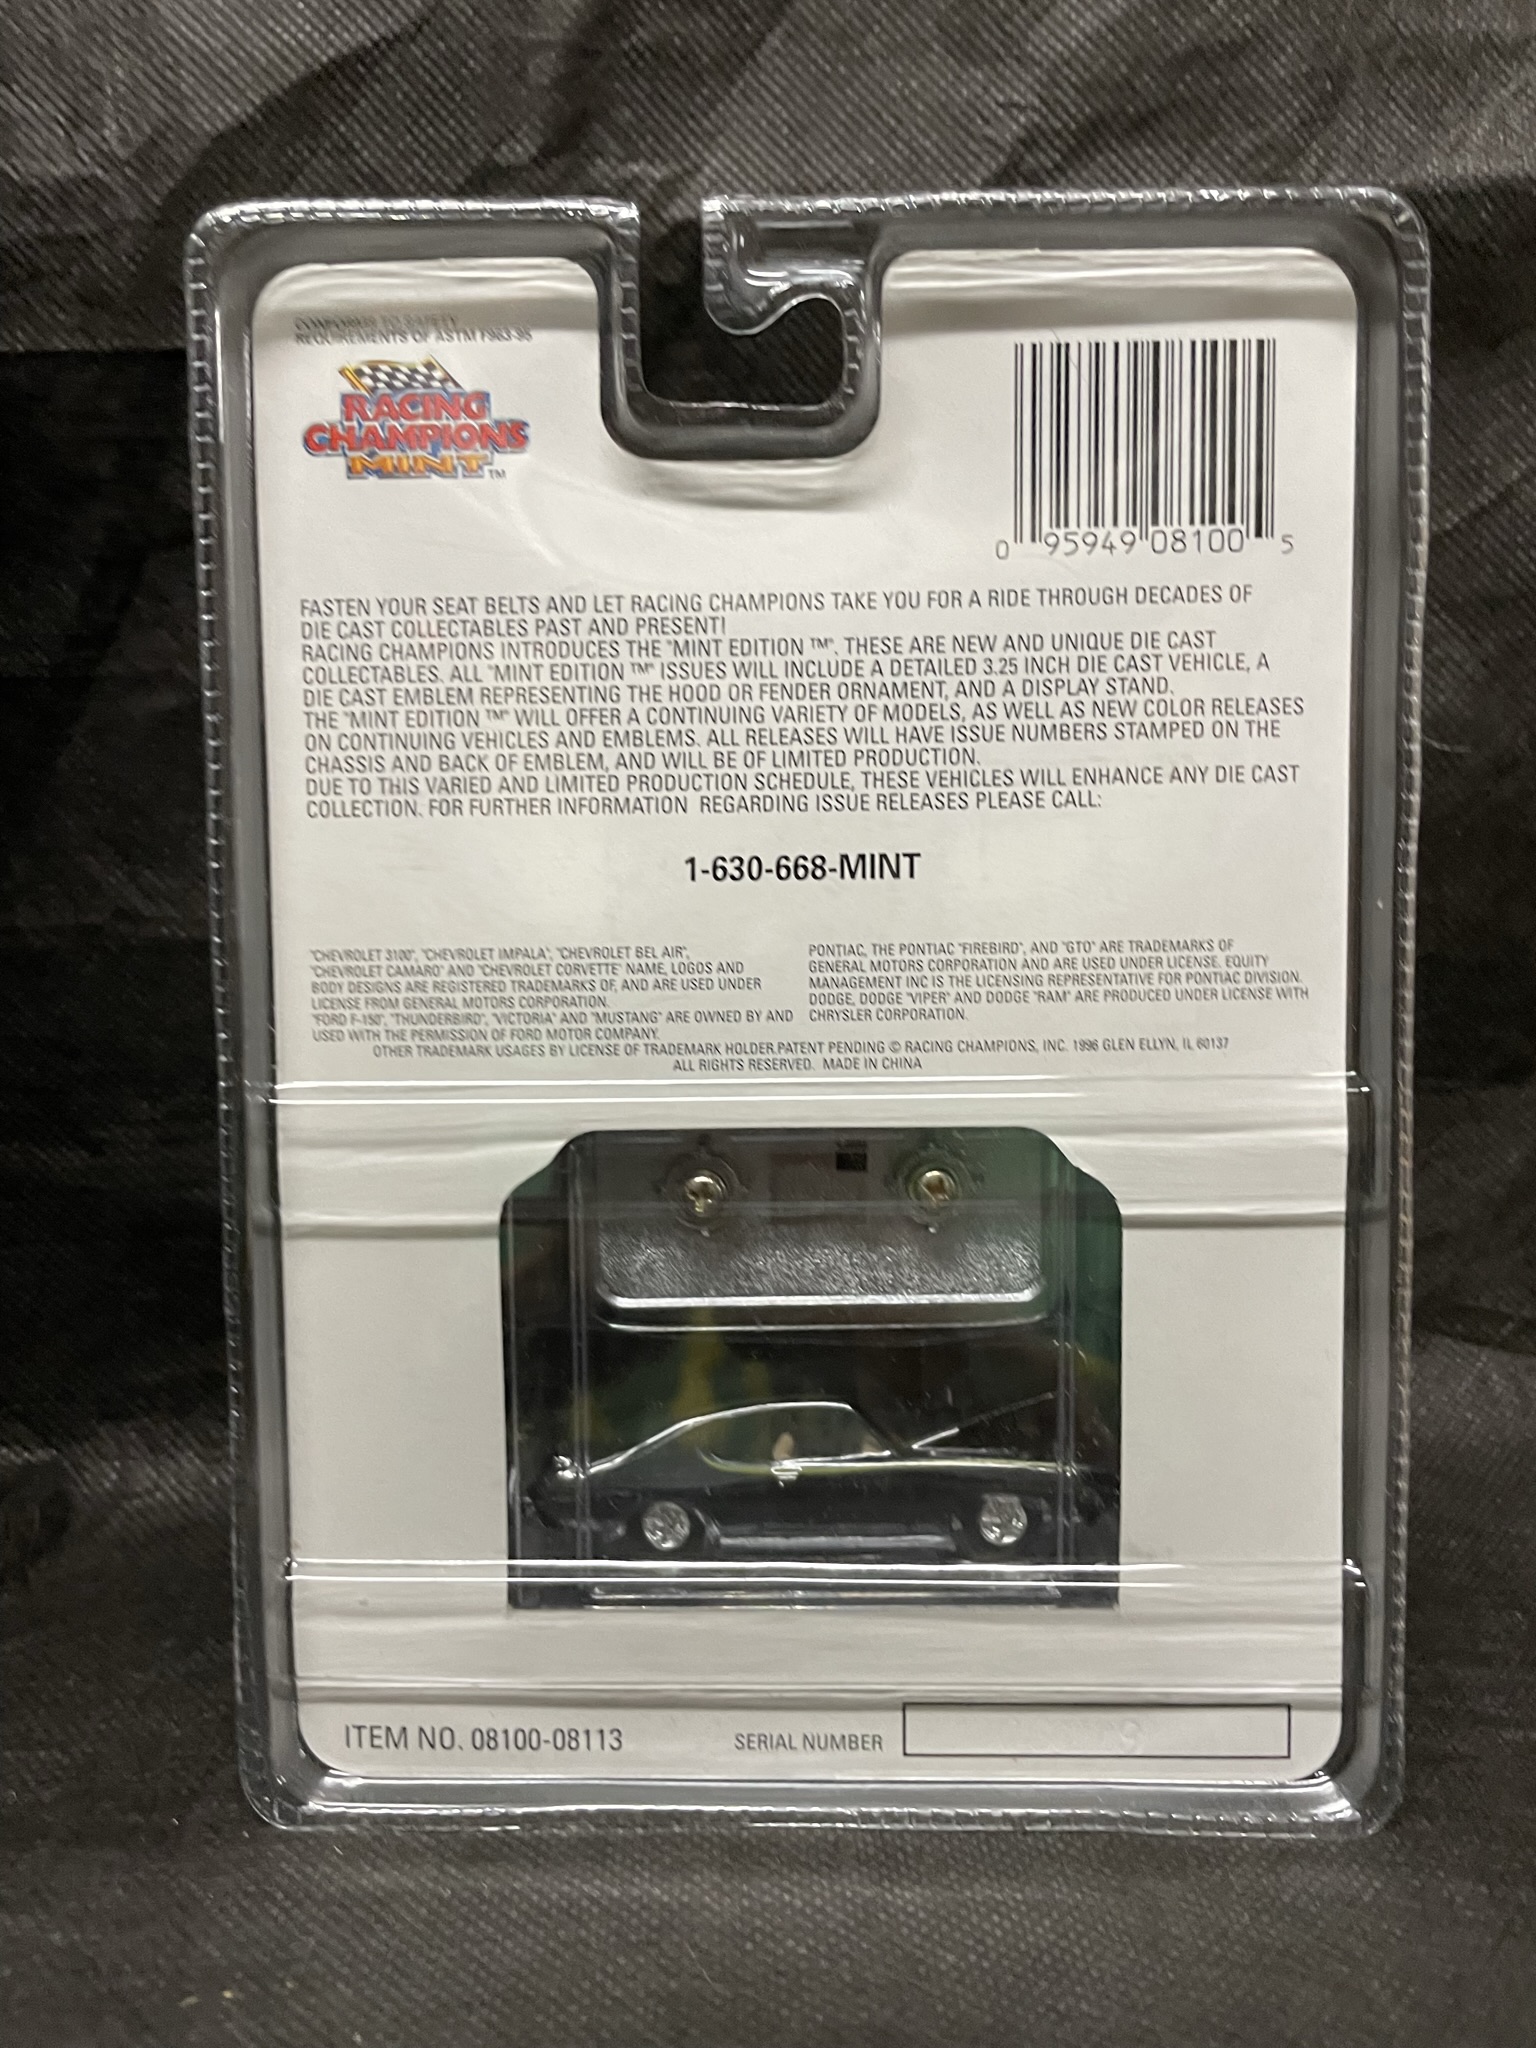 CONFORMS TO SAFETY
REQUIREMENTS OF ASTM F963-95
RACING
CHAMPIONS
MINT™
0 95949 08100 5
FASTEN YOUR SEAT BELTS AND LET RACING CHAMPIONS TAKE YOU FOR A RIDE THROUGH DECADES OF
DIE CAST COLLECTABLES PAST AND PRESENT!
RACING CHAMPIONS INTRODUCES THE "MINT EDITION ™". THESE ARE NEW AND UNIQUE DIE CAST
COLLECTABLES. ALL "MINT EDITION ™" ISSUES WILL INCLUDE A DETAILED 3.25 INCH DIE CAST VEHICLE, A
DIE CAST EMBLEM REPRESENTING THE HOOD OR FENDER ORNAMENT, AND A DISPLAY STAND.
THE "MINT EDITION ™" WILL OFFER A CONTINUING VARIETY OF MODELS, AS WELL AS NEW COLOR RELEASES
ON CONTINUING VEHICLES AND EMBLEMS. ALL RELEASES WILL HAVE ISSUE NUMBERS STAMPED ON THE
CHASSIS AND BACK OF EMBLEM, AND WILL BE OF LIMITED PRODUCTION.
DUE TO THIS VARIED AND LIMITED PRODUCTION SCHEDULE, THESE VEHICLES WILL ENHANCE ANY DIE CAST
COLLECTION. FOR FURTHER INFORMATION REGARDING ISSUE RELEASES PLEASE CALL:
1-630-668-MINT
"CHEVROLET 3100", "CHEVROLET IMPALA", "CHEVROLET BEL AIR",
"CHEVROLET CAMARO" AND "CHEVROLET CORVETTE" NAME, LOGOS AND
BODY DESIGNS ARE REGISTERED TRADEMARKS OF, AND ARE USED UNDER
LICENSE FROM GENERAL MOTORS CORPORATION.
"FORD F-150", "THUNDERBIRD", "VICTORIA" AND "MUSTANG" ARE OWNED BY AND
USED WITH THE PERMISSION OF FORD MOTOR COMPANY.
PONTIAC, THE PONTIAC "FIREBIRD", AND "GTO" ARE TRADEMARKS OF
GENERAL MOTORS CORPORATION AND ARE USED UNDER LICENSE. EQUITY
MANAGEMENT INC IS THE LICENSING REPRESENTATIVE FOR PONTIAC DIVISION.
DODGE, DODGE "VIPER" AND DODGE "RAM" ARE PRODUCED UNDER LICENSE WITH
CHRYSLER CORPORATION.
OTHER TRADEMARK USAGES BY LICENSE OF TRADEMARK HOLDER.PATENT PENDING © RACING CHAMPIONS, INC. 1996 GLEN ELLYN, IL 60137
ALL RIGHTS RESERVED. MADE IN CHINA
ITEM NO. 08100-08113
SERIAL NUMBER